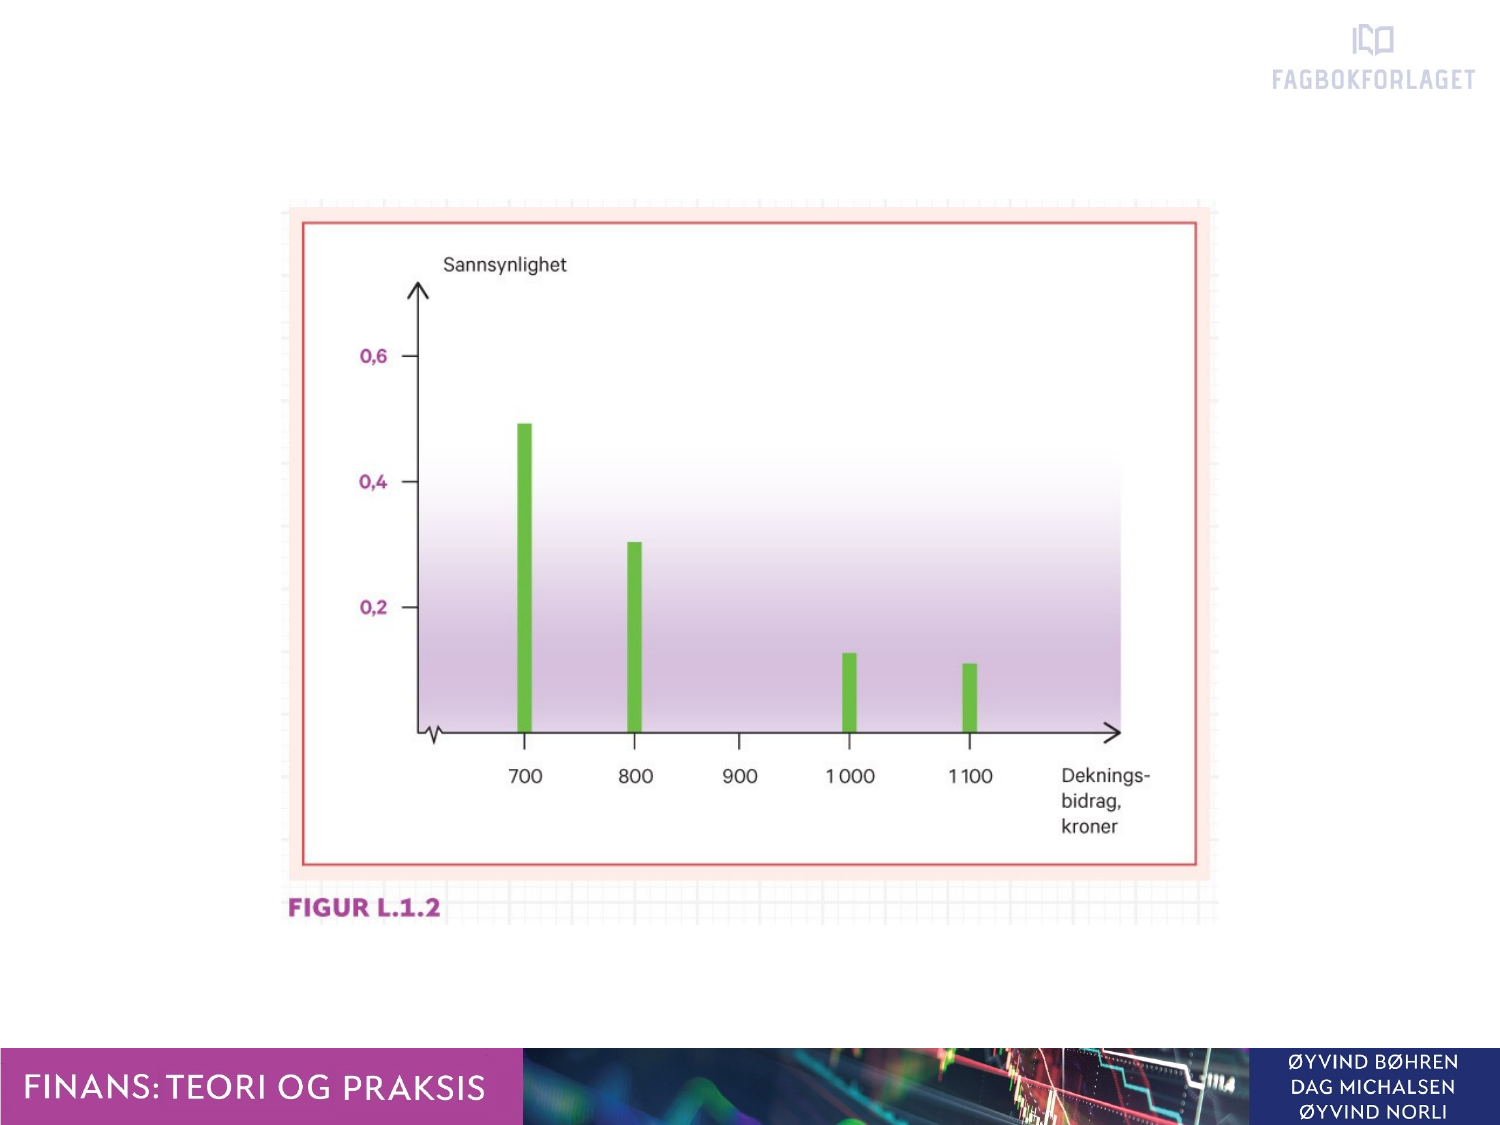 FAGBOKFORLAGET
Sannsynlighet
0,6
0,4
0,2
700 800 900 1 000 1 100
Deknings-
bidrag,
kroner
FIGUR L.1.2
FINANS: TEORI OG PRAKSIS
ØYVIND BØHREN
DAG MICHALSEN
ØYVIND NORLI